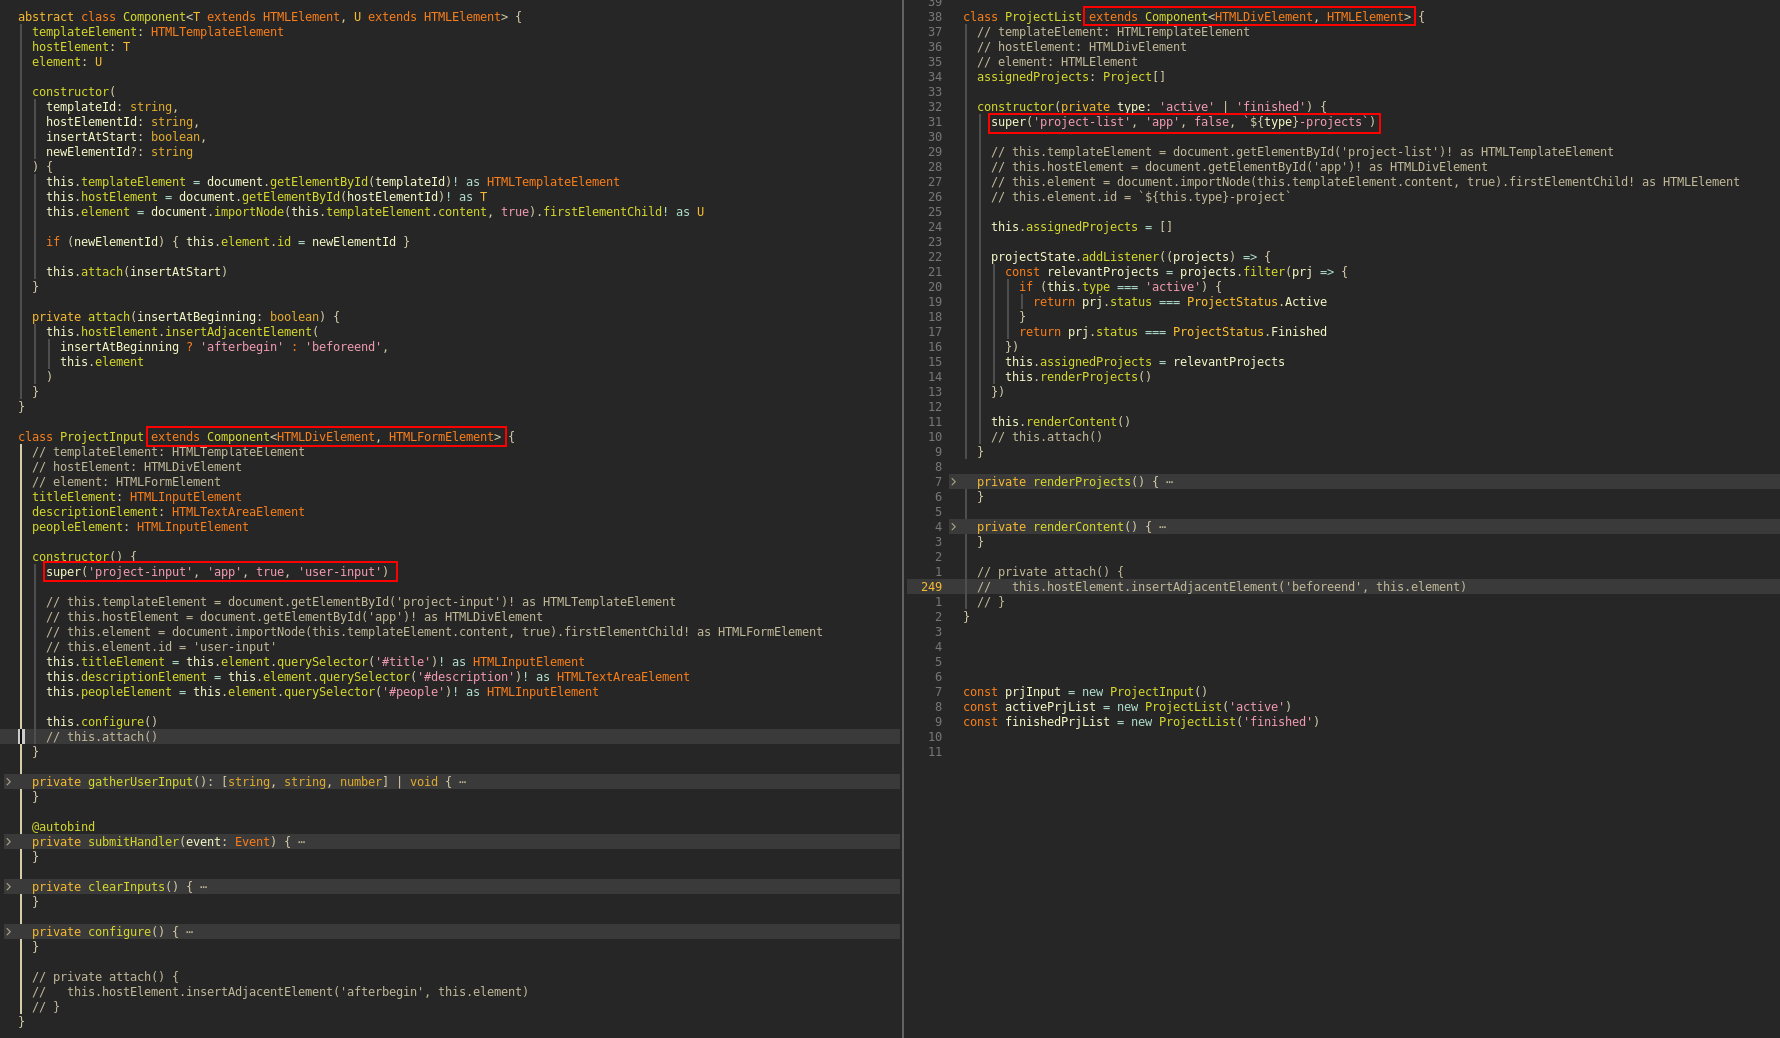 abstract class Component<T extends HTMLElement, U extends HTMLElement> {
templateElement: HTMLTemplateElement
hostElement: T
element: U
constructor(
templateId: string,
hostElementId: string,
insertAtStart: boolean,
newElementId?: string
) {
this.templateElement = document.getElementById(templateId)! as HTMLTemplateElement
this.hostElement = document.getElementById(hostElementId)! as T
this.element = document.importNode(this.templateElement.content, true).firstElementChild! as U
if (newElementId) { this.element.id = newElementId }
this.attach(insertAtStart)
}
private attach(insertAtBeginning: boolean) {
this.hostElement.insertAdjacentElement(
insertAtBeginning ? 'afterbegin' : 'beforeend',
this.element
)
}
}
class ProjectInput extends Component<HTMLDivElement, HTMLFormElement> {
// templateElement: HTMLTemplateElement
// hostElement: HTMLDivElement
// element: HTMLFormElement
titleElement: HTMLInputElement
descriptionElement: HTMLTextAreaElement
peopleElement: HTMLInputElement
constructor() {
super('project-input', 'app', true, 'user-input')
// this.templateElement = document.getElementById('project-input')! as HTMLTemplateElement
// this.hostElement = document.getElementById('app')! as HTMLDivElement
// this.element = document.importNode(this.templateElement.content, true).firstElementChild! as HTMLFormElement
// this.element.id = 'user-input'
this.titleElement = this.element.querySelector('#title')! as HTMLInputElement
this.descriptionElement = this.element.querySelector('#description')! as HTMLTextAreaElement
this.peopleElement = this.element.querySelector('#people')! as HTMLInputElement
this.configure()
// this.attach()
}
> private gatherUserInput(): [string, string, number] | void { ⋯
}
@autobind
> private submitHandler(event: Event) { ⋯
}
> private clearInputs() { ⋯
}
> private configure() { ⋯
}
// private attach() {
//   this.hostElement.insertAdjacentElement('afterbegin', this.element)
// }
}
39
38 class ProjectList extends Component<HTMLDivElement, HTMLElement> {
37 // templateElement: HTMLTemplateElement
36 // hostElement: HTMLDivElement
35 // element: HTMLElement
34 assignedProjects: Project[]
33
32 constructor(private type: 'active' | 'finished') {
31 super('project-list', 'app', false, `${type}-projects`)
30
29 // this.templateElement = document.getElementById('project-list')! as HTMLTemplateElement
28 // this.hostElement = document.getElementById('app')! as HTMLDivElement
27 // this.element = document.importNode(this.templateElement.content, true).firstElementChild! as HTMLElement
26 // this.element.id = `${this.type}-project`
25
24 this.assignedProjects = []
23
22 projectState.addListener((projects) => {
21 const relevantProjects = projects.filter(prj => {
20 if (this.type === 'active') {
19 return prj.status === ProjectStatus.Active
18 }
17 return prj.status === ProjectStatus.Finished
16 })
15 this.assignedProjects = relevantProjects
14 this.renderProjects()
13 })
12
11 this.renderContent()
10 // this.attach()
9 }
8
7 > private renderProjects() { ⋯
6 }
5
4 > private renderContent() { ⋯
3 }
2
1 // private attach() {
249 //   this.hostElement.insertAdjacentElement('beforeend', this.element)
1 // }
2 }
3
4
5
6
7 const prjInput = new ProjectInput()
8 const activePrjList = new ProjectList('active')
9 const finishedPrjList = new ProjectList('finished')
10
11